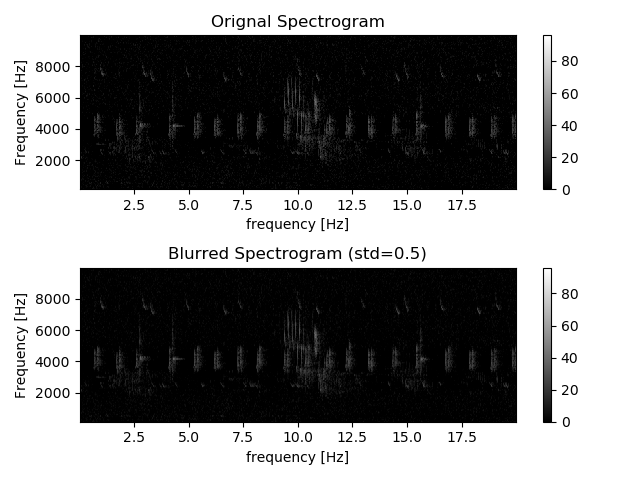 Orignal Spectrogram
Frequency [Hz]
8000
6000
4000
2000
2.5 5.0 7.5 10.0 12.5 15.0 17.5
frequency [Hz]
80
60
40
20
0
Blurred Spectrogram (std=0.5)
Frequency [Hz]
8000
6000
4000
2000
2.5 5.0 7.5 10.0 12.5 15.0 17.5
frequency [Hz]
80
60
40
20
0